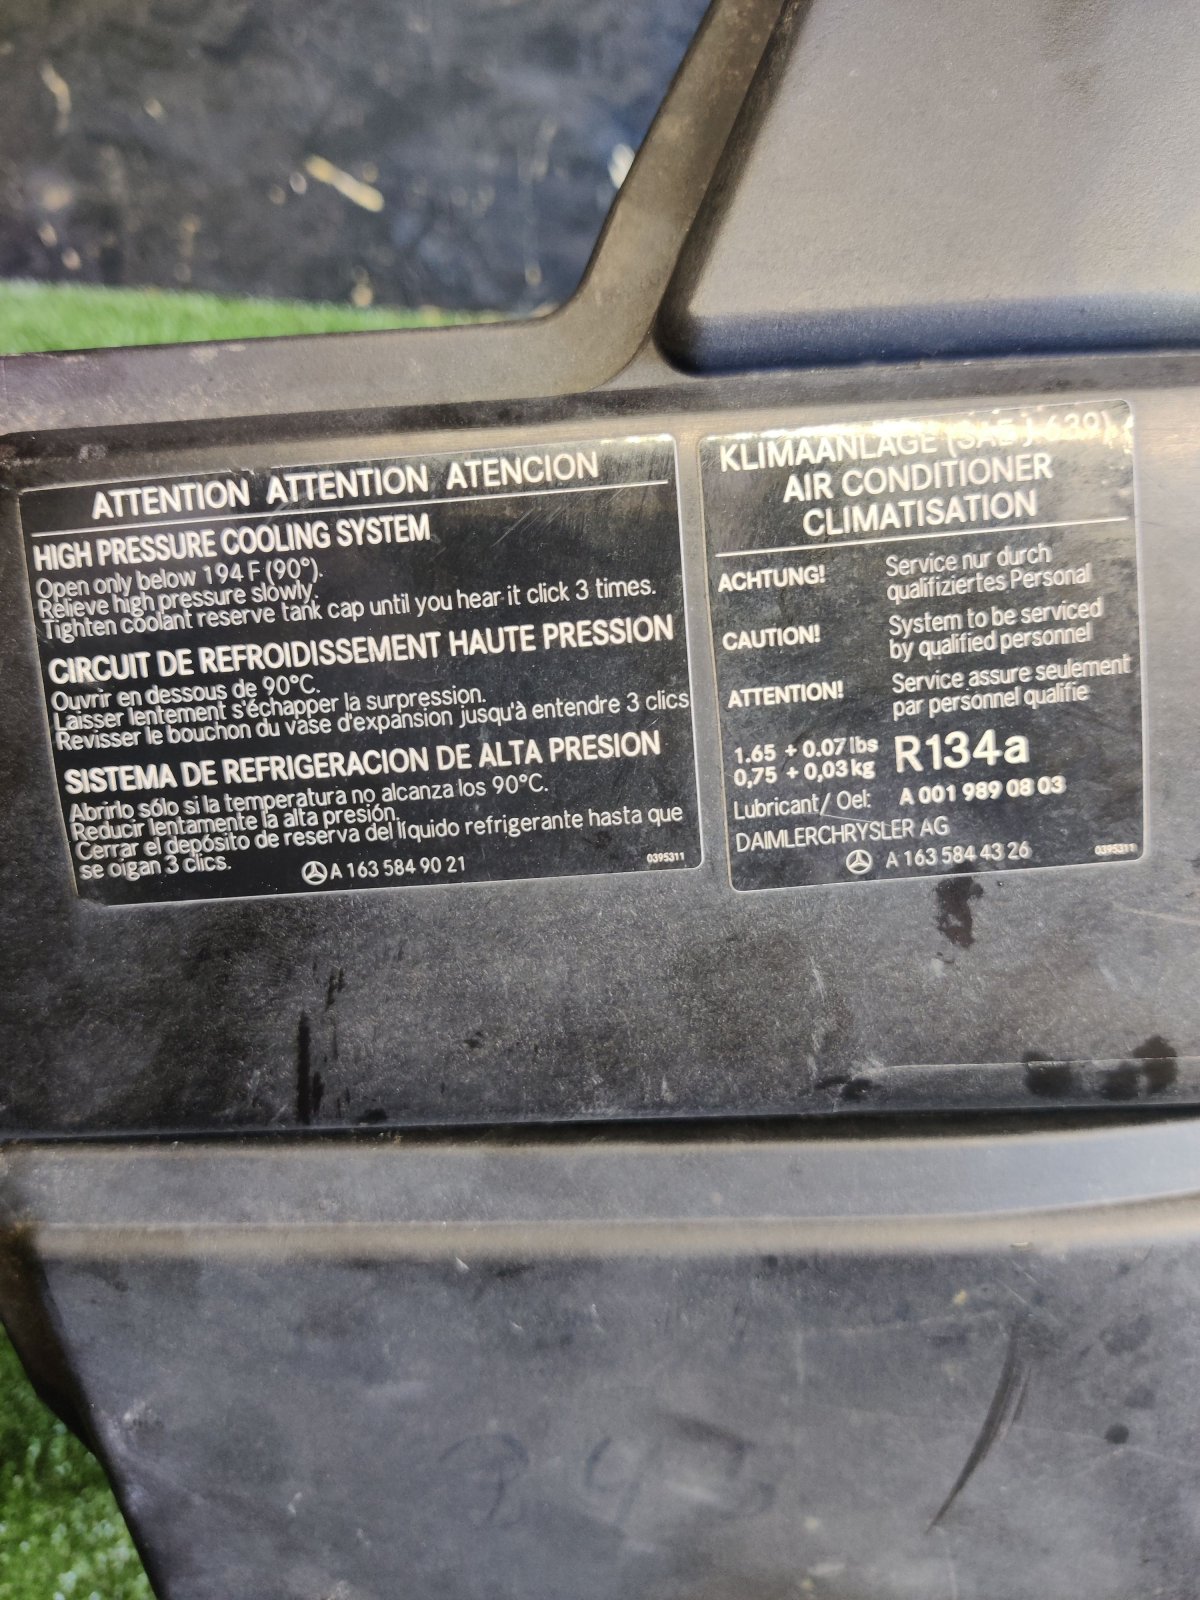 ATTENTION ATTENTION ATENCION
HIGH PRESSURE COOLING SYSTEM
Open only below 194 F (90°).
Relieve high pressure slowly.
Tighten coolant reserve tank cap until you hear it click 3 times.
CIRCUIT DE REFROIDISSEMENT HAUTE PRESSION
Ouvrir en dessous de 90°C.
Laisser lentement s'échapper la surpression.
Revisser le bouchon du vase d'expansion jusqu'à entendre 3 clics
SISTEMA DE REFRIGERACION DE ALTA PRESION
Abrirlo sólo si la temperatura no alcanza los 90°C.
Reducir lentamente la alta presión.
Cerrar el depósito de reserva del líquido refrigerante hasta que
se oigan 3 clics.
A 163 584 90 21
0395311
KLIMAANLAGE (SAE J 639)
AIR CONDITIONER
CLIMATISATION
ACHTUNG! Service nur durch
qualifiziertes Personal
CAUTION! System to be serviced
by qualified personnel
ATTENTION! Service assure seulement
par personnel qualifie
1.65 + 0.07 lbs
0,75 + 0,03 kg R134a
Lubricant/ Oel: A 001 989 08 03
DAIMLERCHRYSLER AG
A 163 584 43 26
0395311